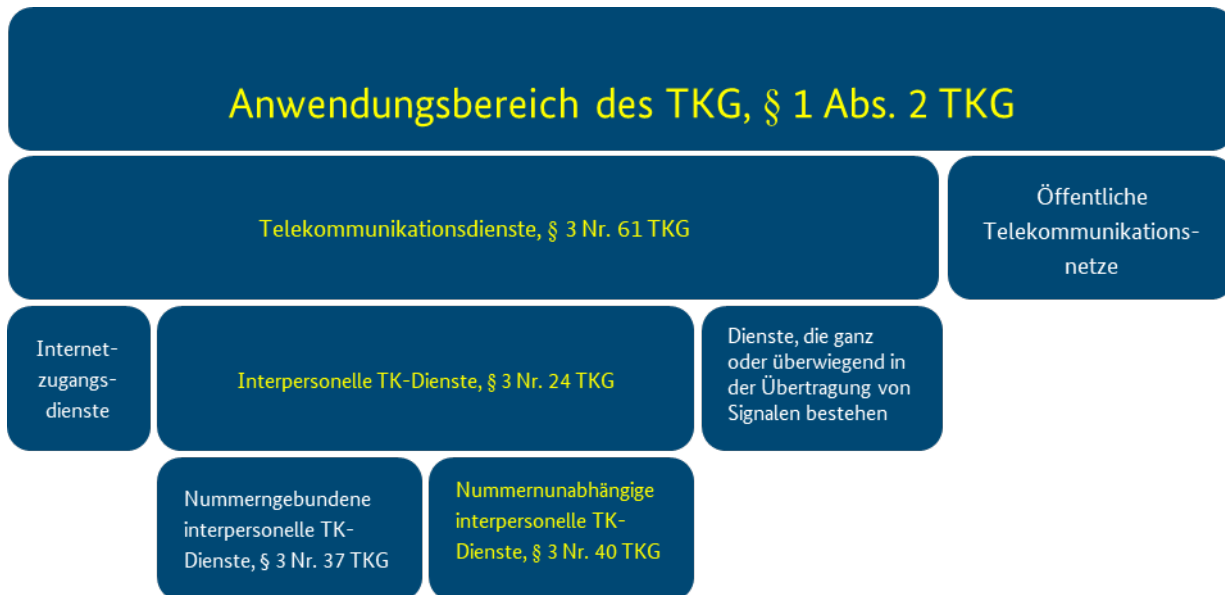 Anwendungsbereich des TKG, § 1 Abs. 2 TKG
Telekommunikationsdienste, § 3 Nr. 61 TKG
Öffentliche
Telekommunikations-
netze
Internet-
zugangs-
dienste
Interpersonelle TK-Dienste, § 3 Nr. 24 TKG
Dienste, die ganz
oder überwiegend in
der Übertragung von
Signalen bestehen
Nummerngebundene
interpersonelle TK-
Dienste, § 3 Nr. 37 TKG
Nummernunabhängige
interpersonelle TK-
Dienste, § 3 Nr. 40 TKG